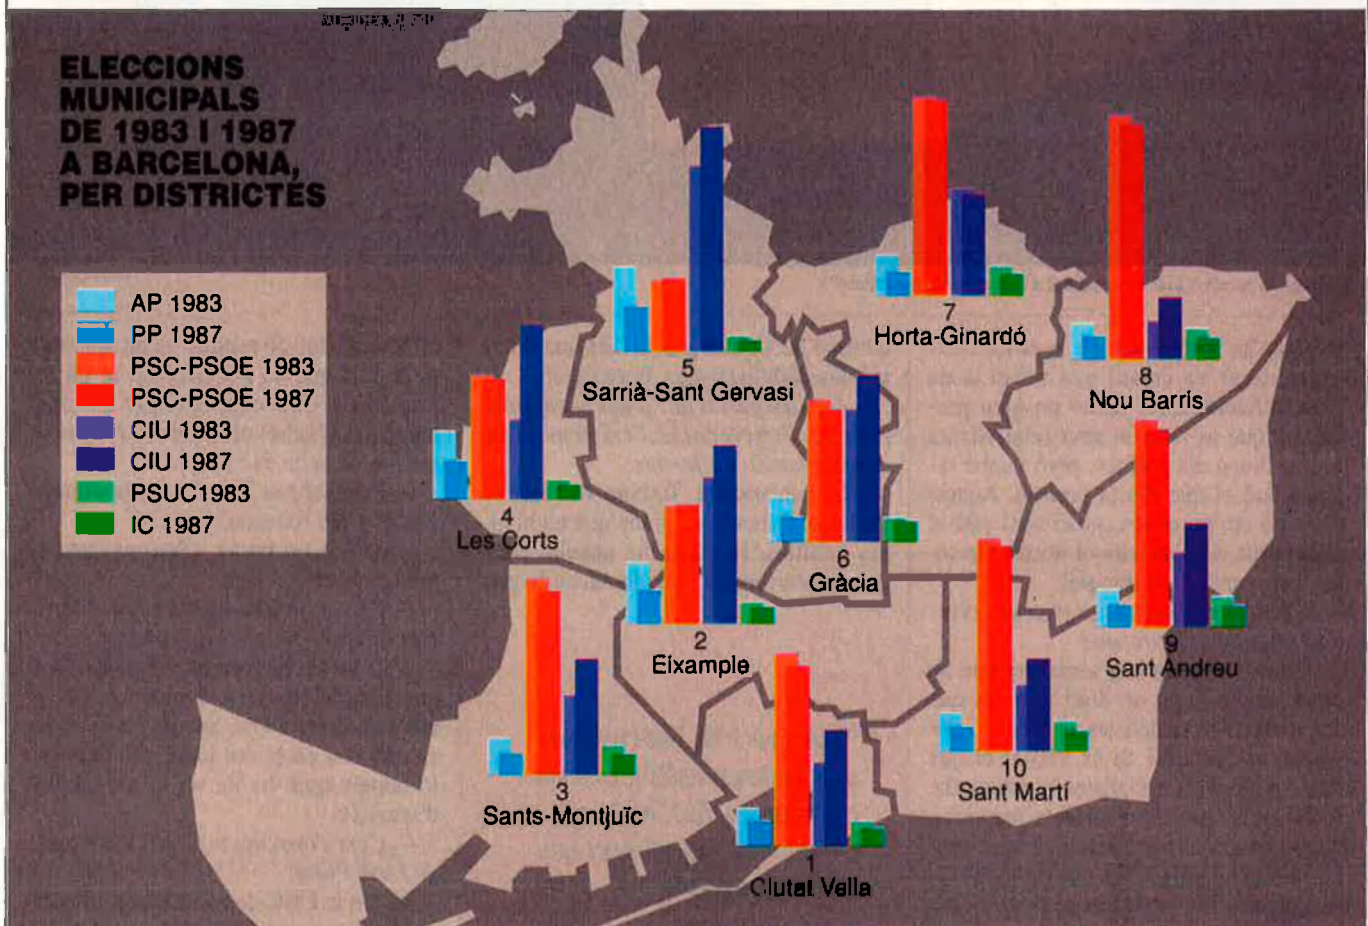 ELECCIONS
MUNICIPALS
DE 1983 I 1987
A BARCELONA,
PER DISTRICTES
AP 1983
PP 1987
PSC-PSOE 1983
PSC-PSOE 1987
CIU 1983
CIU 1987
PSUC1983
IC 1987
7
Horta-Ginardó
5
Sarrià-Sant Gervasi
8
Nou Barris
4
Les Corts
6
Gràcia
2
Eixample
9
Sant Andreu
3
Sants-Montjuïc
10
Sant Martí
1
Ciutat Vella